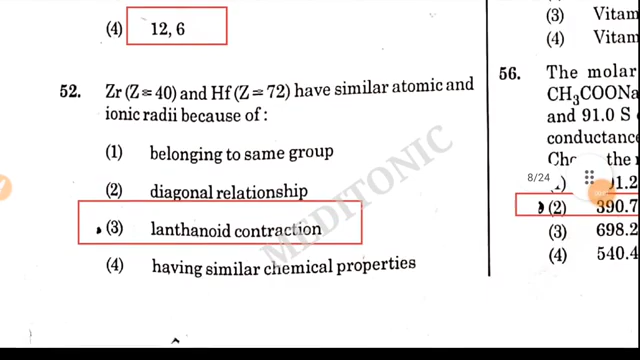 (4) 12, 6
52. Zr (Z = 40) and Hf (Z = 72) have similar atomic and
ionic radii because of :
(1) belonging to same group
(2) diagonal relationship
(3) lanthanoid contraction
(4) having similar chemical properties
MEDITONIC
(3) Vitam
(4) Vitam
56. The molar
CH₃COONa
and 91.0 S
conductance
Cho the r
8/24
1.2
(2) 390.7
(3) 698.2
(4) 540.4